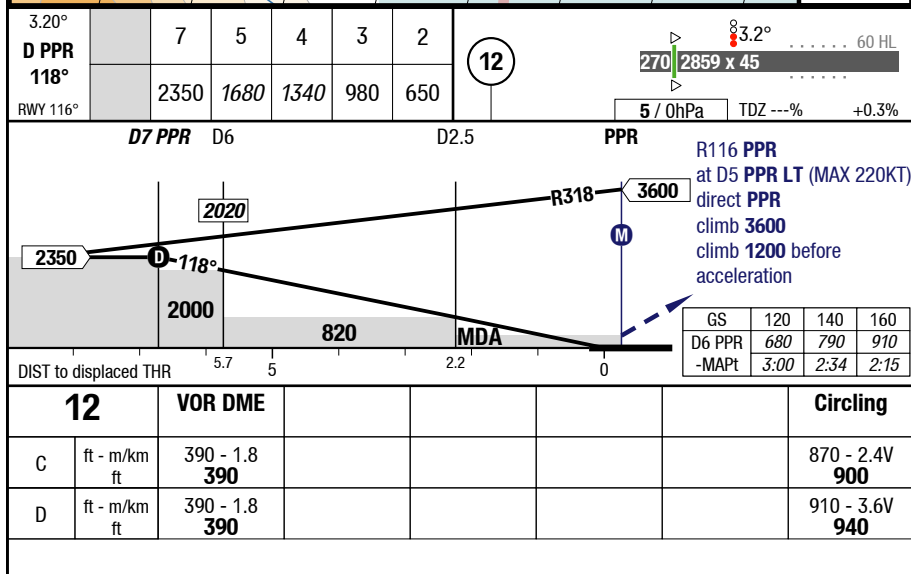 3.20°
D PPR
118°
RWY 116°
7 5 4 3 2
2350 1680 1340 980 650
12
3.2°
60 HL
270 2859 x 45
5 / 0hPa TDZ ---% +0.3%
D7 PPR D6 D2.5 PPR
R116 PPR
at D5 PPR LT (MAX 220KT)
direct PPR
climb 3600
climb 1200 before
acceleration
R318 3600
2020
M
2350 D 118°
2000
820 MDA
GS 120 140 160
D6 PPR 680 790 910
-MAPt 3:00 2:34 2:15
DIST to displaced THR 5.7 5 2.2 0
12 VOR DME Circling
C ft - m/km 390 - 1.8 870 - 2.4V
ft 390 900
D ft - m/km 390 - 1.8 910 - 3.6V
ft 390 940